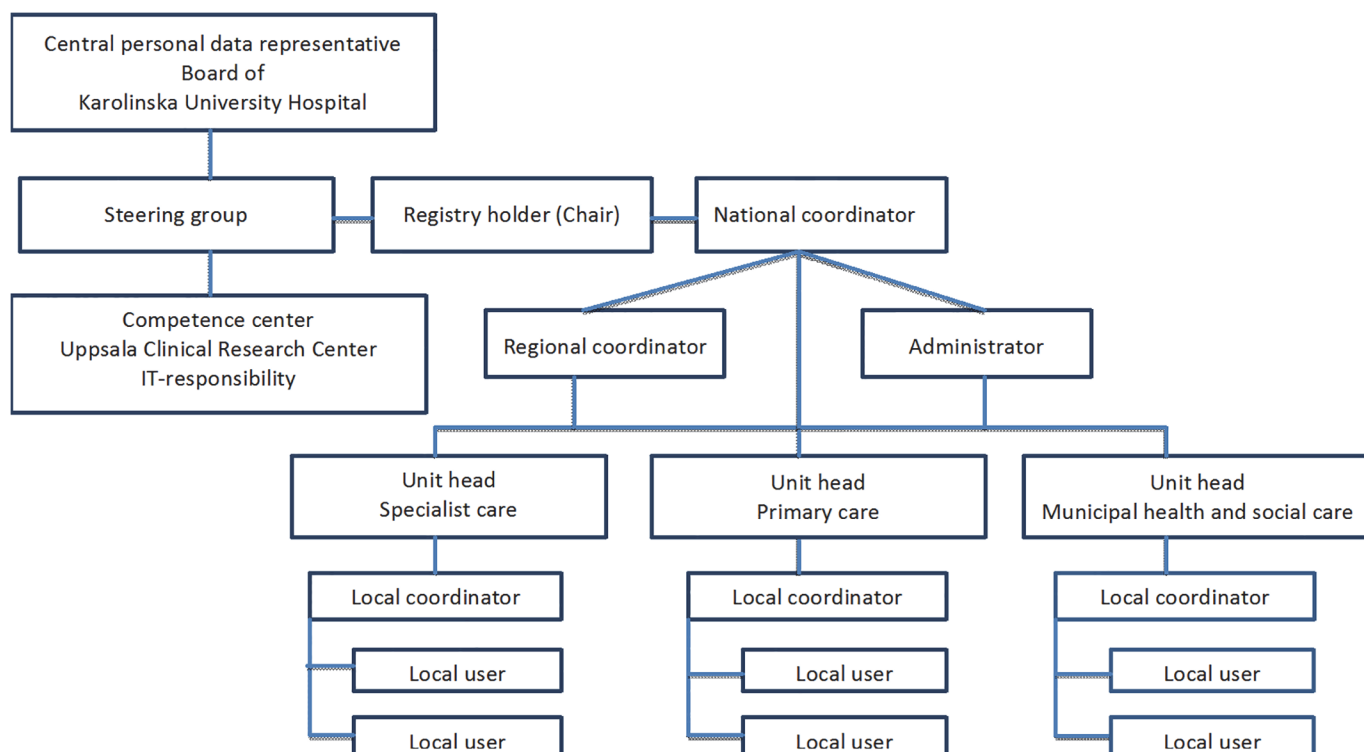 Central personal data representative
Board of
Karolinska University Hospital
Steering group
Registry holder (Chair)
National coordinator
Competence center
Uppsala Clinical Research Center
IT-responsibility
Regional coordinator
Administrator
Unit head
Specialist care
Unit head
Primary care
Unit head
Municipal health and social care
Local coordinator
Local coordinator
Local coordinator
Local user
Local user
Local user
Local user
Local user
Local user